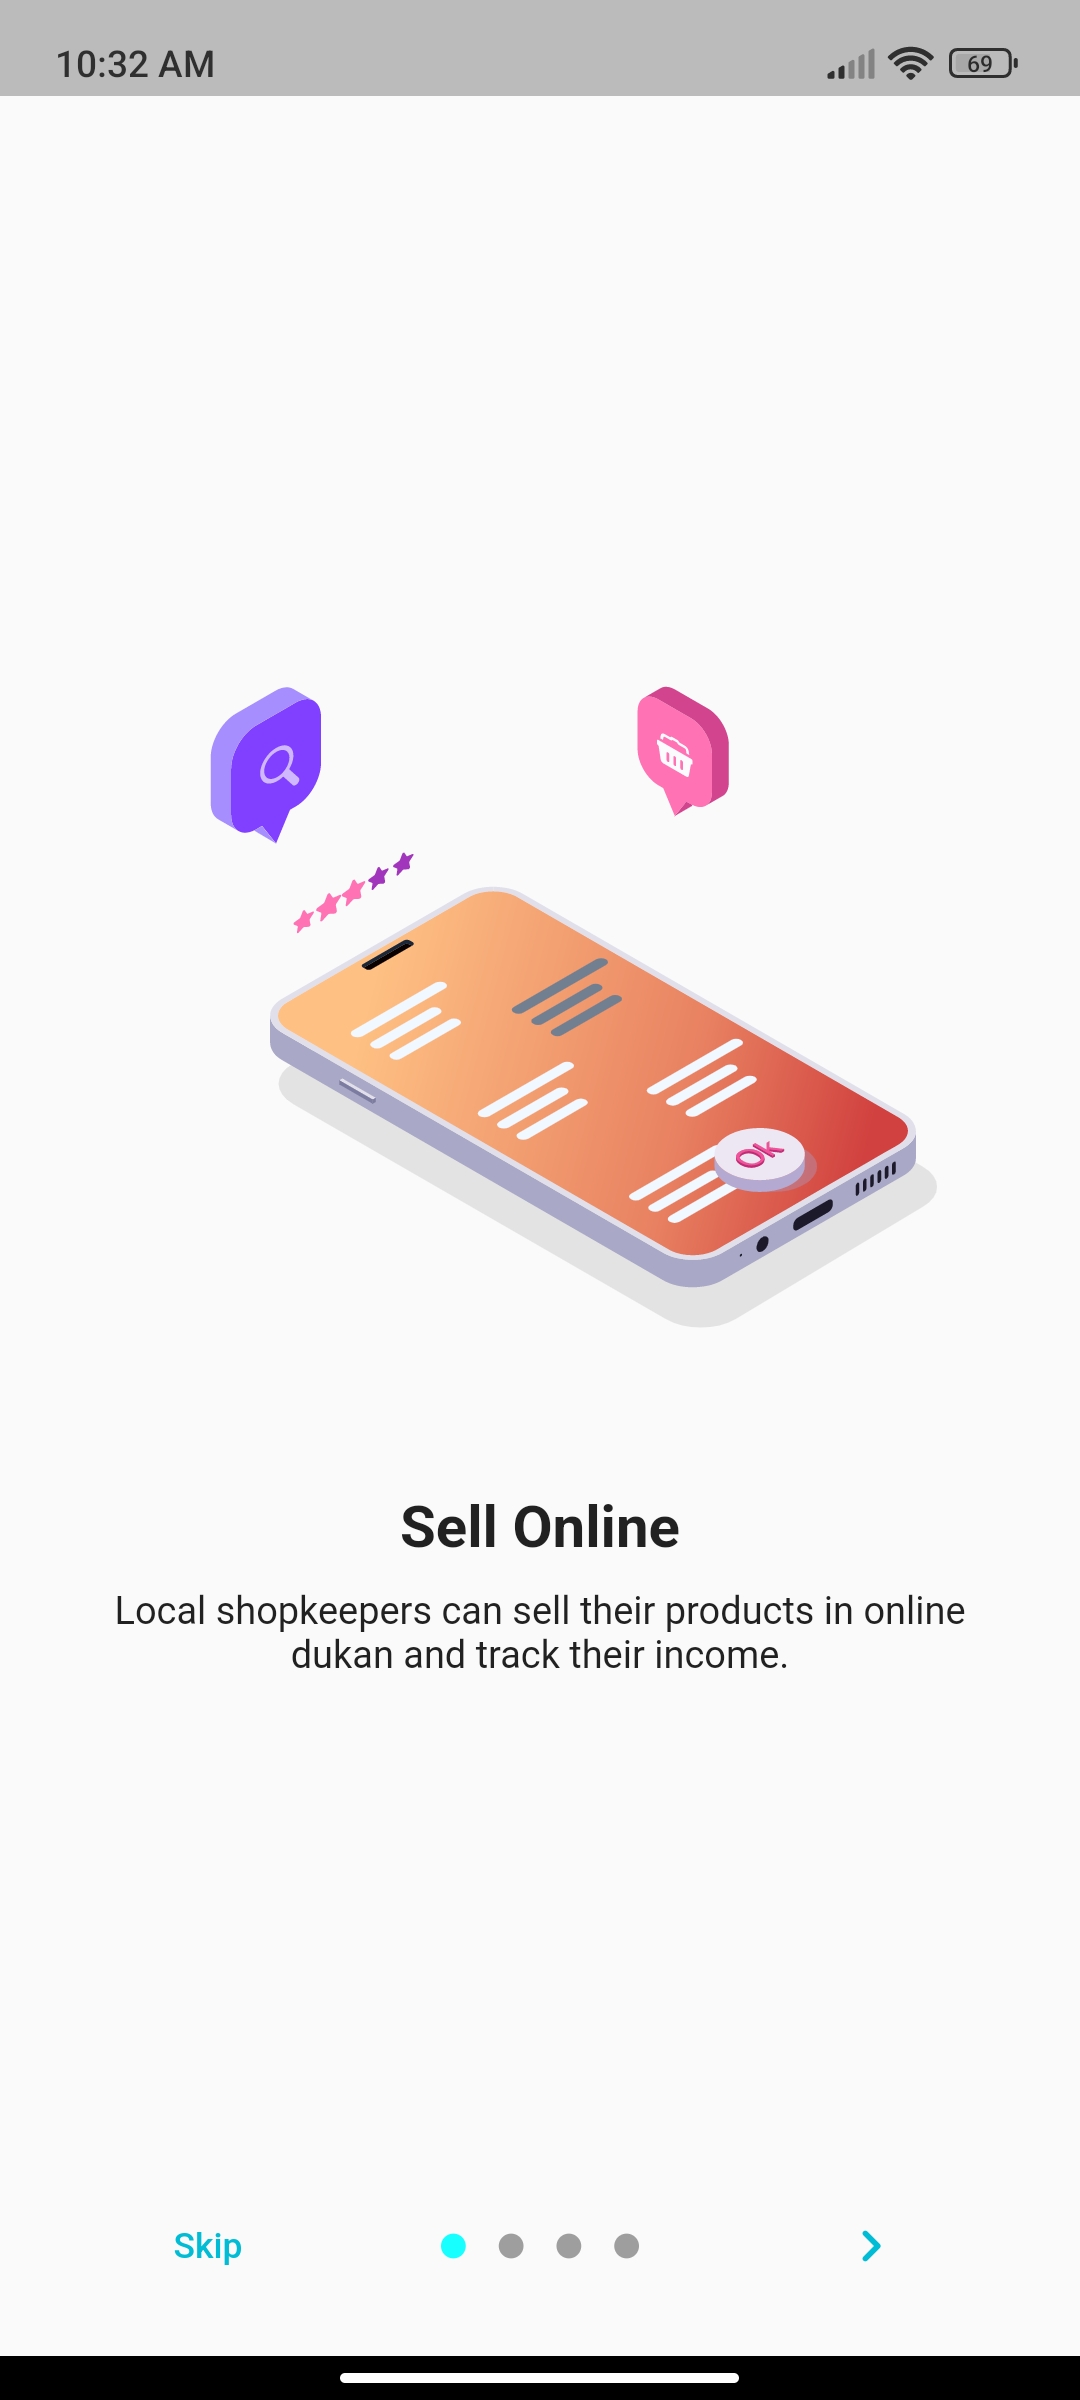 10:32 AM
69
Ok
Sell Online
Local shopkeepers can sell their products in online
dukan and track their income.
Skip